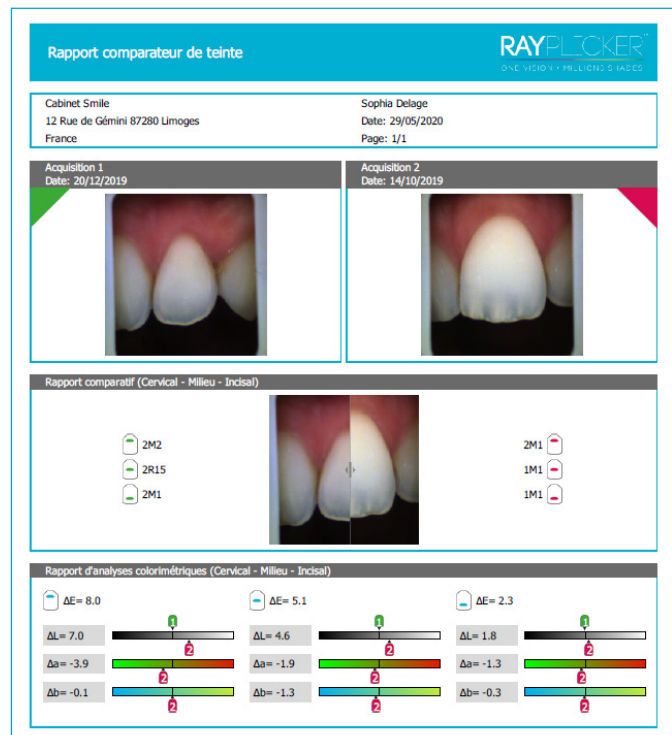 Rapport comparateur de teinte
RAYPLICKER™
ONE VISION • MILLIONS SHADES
Cabinet Smile
12 Rue de Gémini 87280 Limoges
France
Sophia Delage
Date: 29/05/2020
Page: 1/1
Acquisition 1
Date: 20/12/2019
Acquisition 2
Date: 14/10/2019
Rapport comparatif (Cervical - Milieu - Incisal)
2M2
2R15
2M1
2M1
1M1
1M1
Rapport d'analyses colorimétriques (Cervical - Milieu - Incisal)
ΔE= 8.0
1
ΔL= 7.0
2
Δa= -3.9
2
Δb= -0.1
2
ΔE= 5.1
1
ΔL= 4.6
2
Δa= -1.9
2
Δb= -1.3
2
ΔE= 2.3
1
ΔL= 1.8
2
Δa= -1.3
2
Δb= -0.3
2